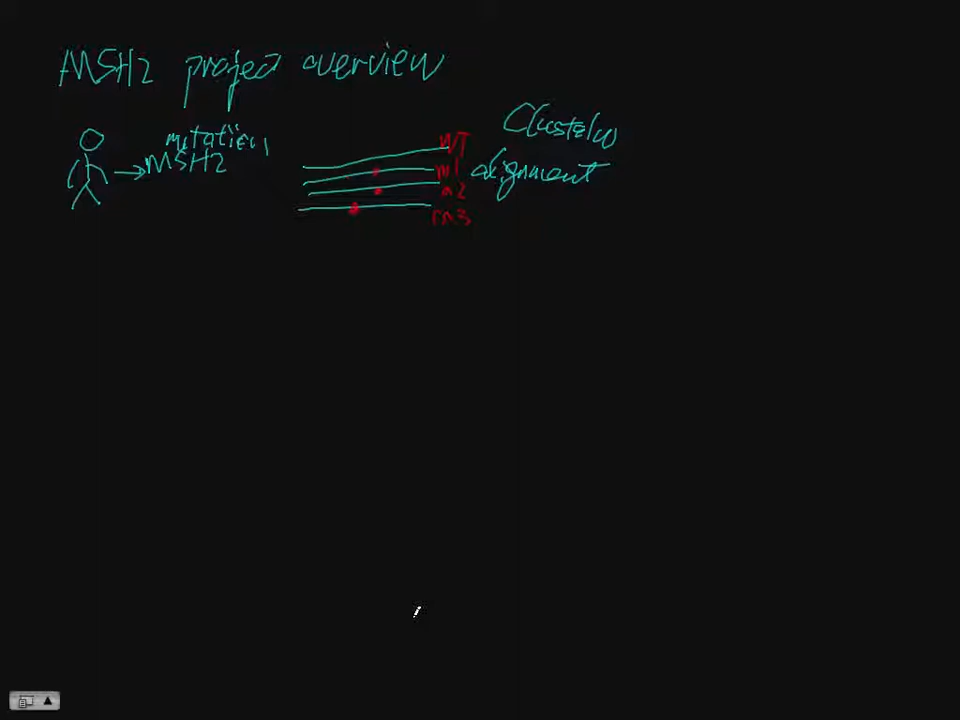 MSH2 project overview
mutation
MSH2
WT
m1
m2
m3
Clustalw
alignment